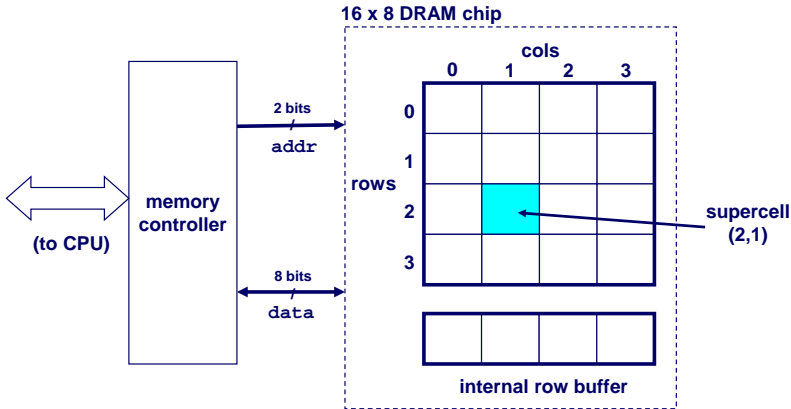 16 x 8 DRAM chip
cols
0 1 2 3
2 bits
addr
0
1
rows
2
3
memory
controller
(to CPU)
supercell
(2,1)
8 bits
data
internal row buffer